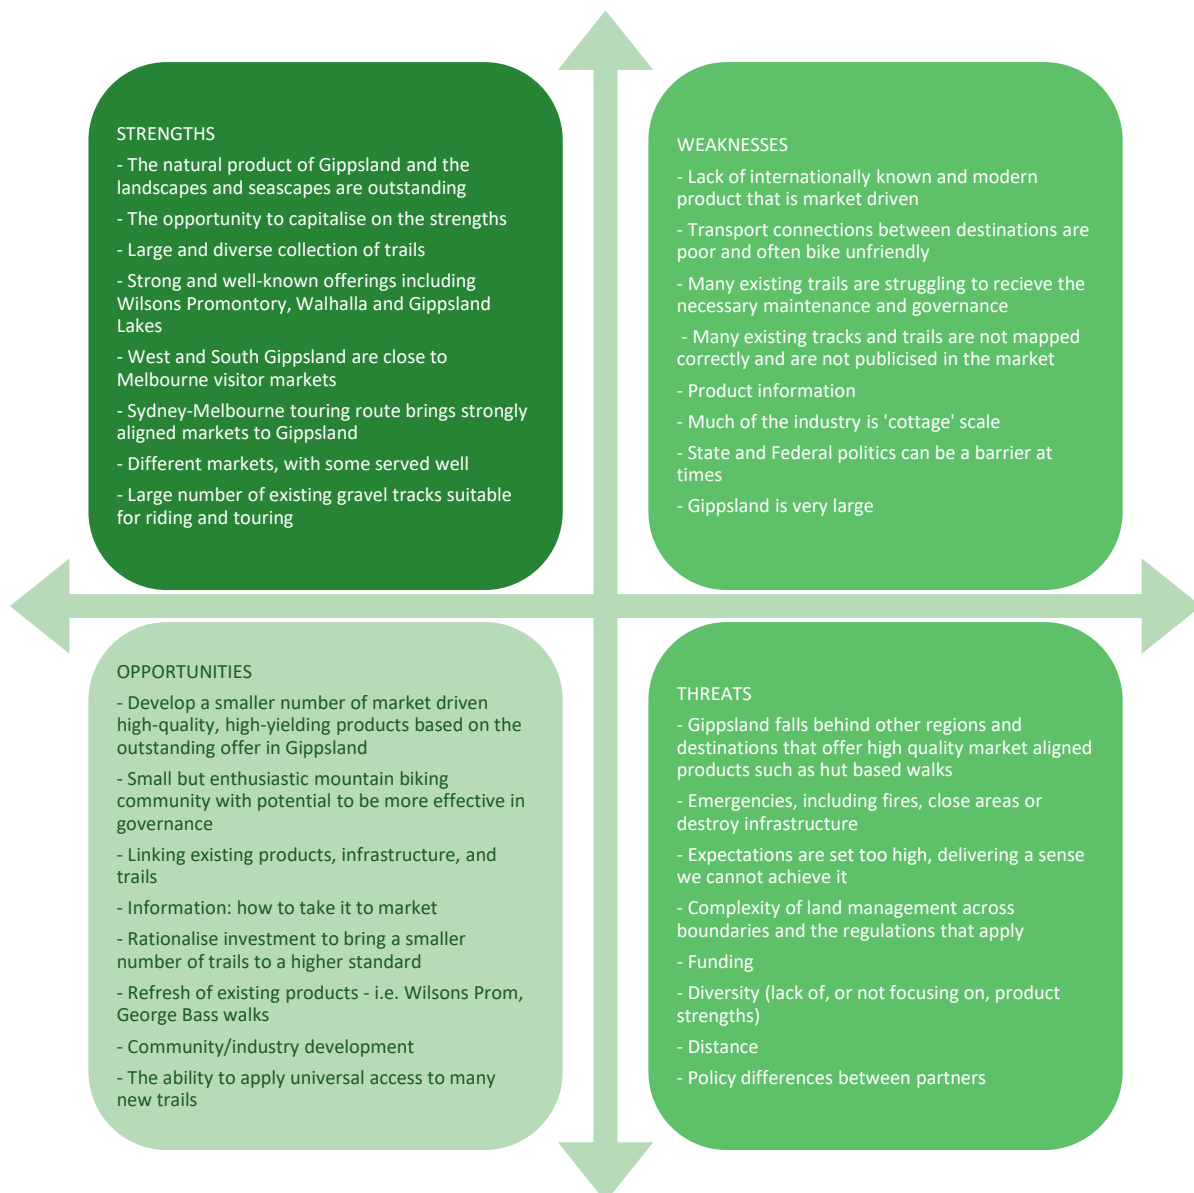 STRENGTHS
- The natural product of Gippsland and the
landscapes and seascapes are outstanding
- The opportunity to capitalise on the strengths
- Large and diverse collection of trails
- Strong and well-known offerings including
Wilsons Promontory, Walhalla and Gippsland
Lakes
- West and South Gippsland are close to
Melbourne visitor markets
- Sydney-Melbourne touring route brings strongly
aligned markets to Gippsland
- Different markets, with some served well
- Large number of existing gravel tracks suitable
for riding and touring
WEAKNESSES
- Lack of internationally known and modern
product that is market driven
- Transport connections between destinations are
poor and often bike unfriendly
- Many existing trails are struggling to recieve the
necessary maintenance and governance
- Many existing tracks and trails are not mapped
correctly and are not publicised in the market
- Product information
- Much of the industry is 'cottage' scale
- State and Federal politics can be a barrier at
times
- Gippsland is very large
OPPORTUNITIES
- Develop a smaller number of market driven
high-quality, high-yielding products based on the
outstanding offer in Gippsland
- Small but enthusiastic mountain biking
community with potential to be more effective in
governance
- Linking existing products, infrastructure, and
trails
- Information: how to take it to market
- Rationalise investment to bring a smaller
number of trails to a higher standard
- Refresh of existing products - i.e. Wilsons Prom,
George Bass walks
- Community/industry development
- The ability to apply universal access to many
new trails
THREATS
- Gippsland falls behind other regions and
destinations that offer high quality market aligned
products such as hut based walks
- Emergencies, including fires, close areas or
destroy infrastructure
- Expectations are set too high, delivering a sense
we cannot achieve it
- Complexity of land management across
boundaries and the regulations that apply
- Funding
- Diversity (lack of, or not focusing on, product
strengths)
- Distance
- Policy differences between partners